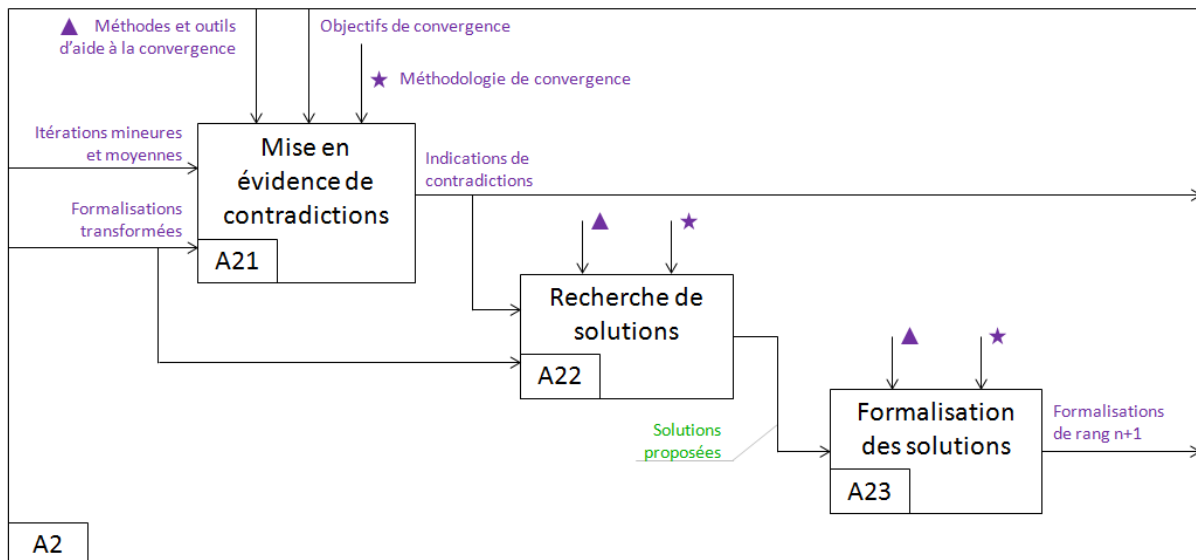 Méthodes et outils
d'aide à la convergence
Objectifs de convergence
Méthodologie de convergence
Itérations mineures
et moyennes
Formalisations
transformées
Mise en
évidence de
contradictions
A21
Indications de
contradictions
Recherche de
solutions
A22
Solutions
proposées
Formalisation
des solutions
A23
Formalisations
de rang n+1
A2